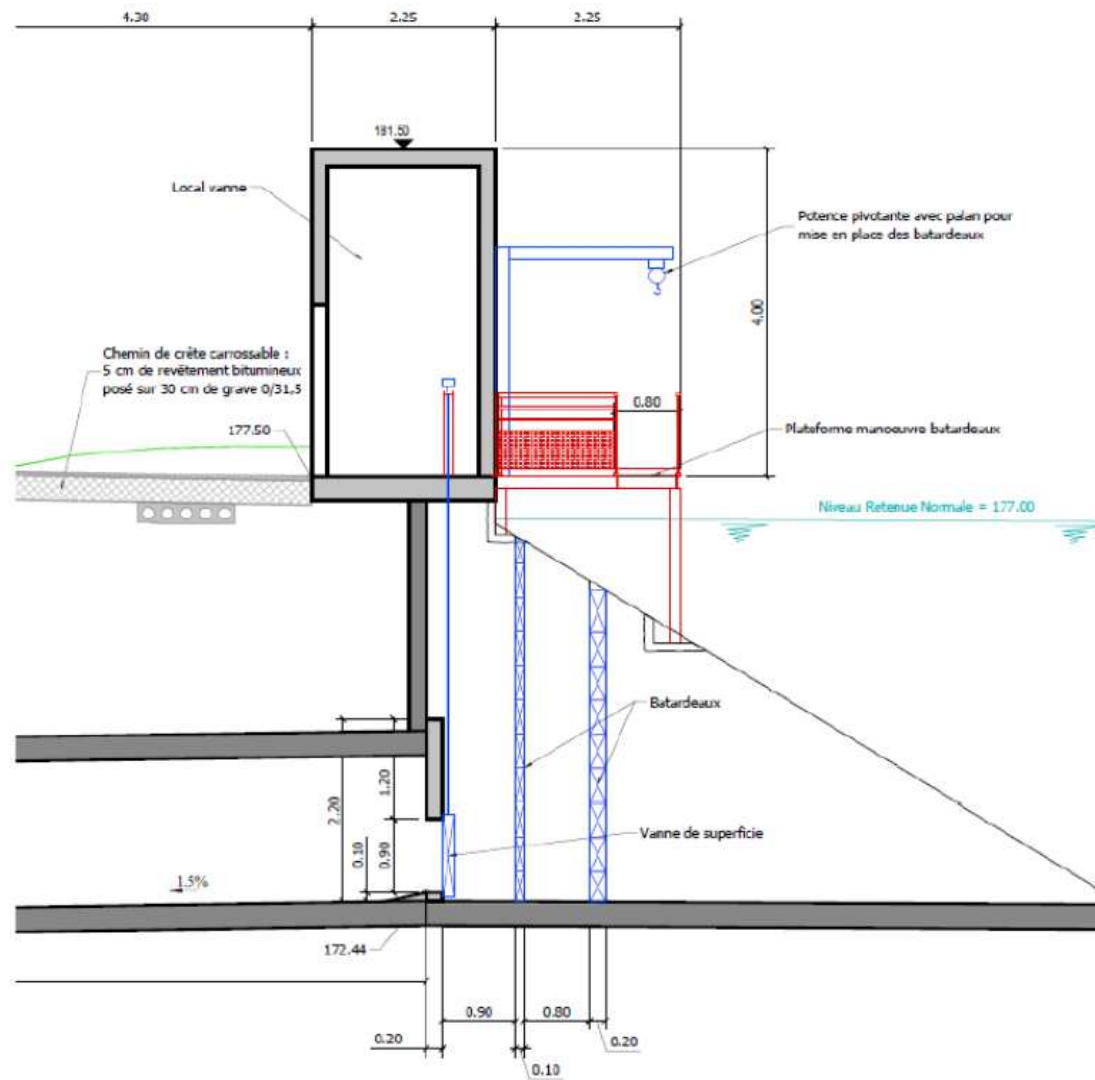 4.30
2.25
2.25
181.50
Local vanne
Potence pivotante avec palan pour
mise en place des batardeaux
4.00
Chemin de crête carrossable :
5 cm de revêtement bitumineux
posé sur 30 cm de grave 0/31,5
0.80
177.50
Plateforme manoeuvre batardeaux
Niveau Retenue Normale = 177.00
Batardeaux
2.20
1.20
0.10
0.90
Vanne de superficie
1.5%
172.44
0.90
0.80
0.20
0.20
0.10